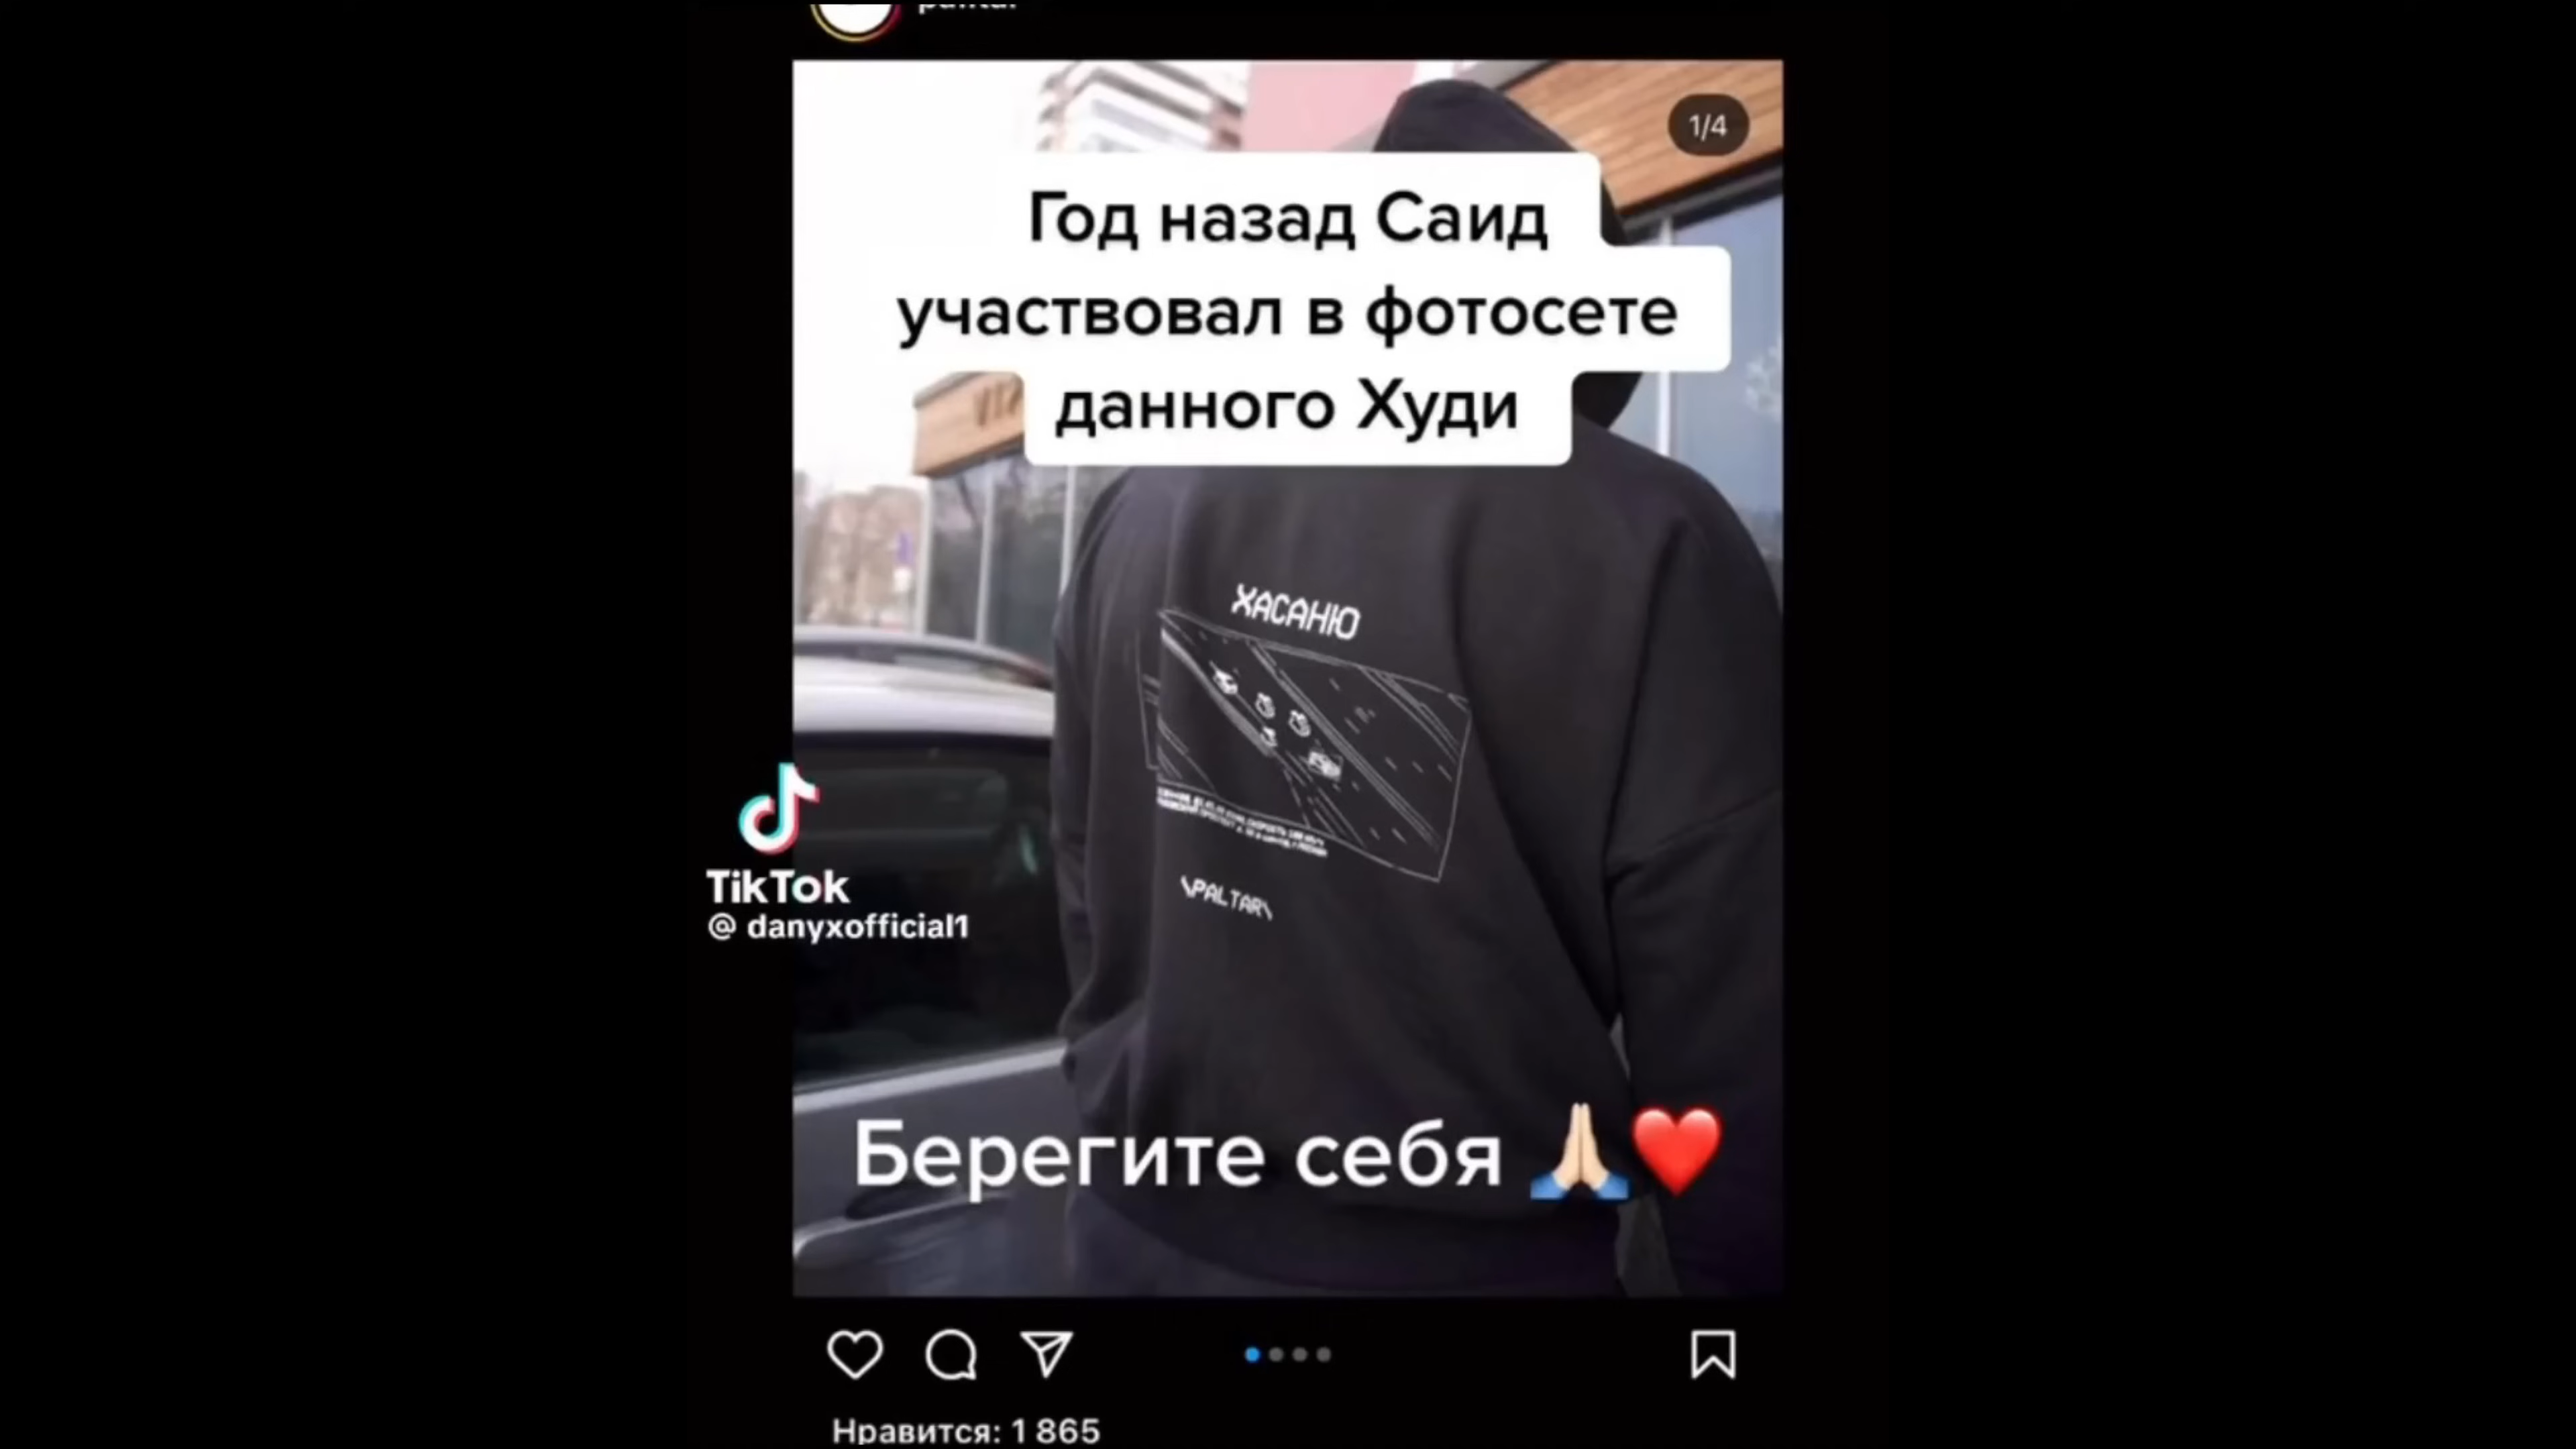 1/4
Год назад Саид
участвовал в фотосете
данного Худи
ХАСАНЮ
\PALTAR\
TikTok
@ danyxofficial1
Берегите себя 🙏🏻❤️
Нравится: 1 865